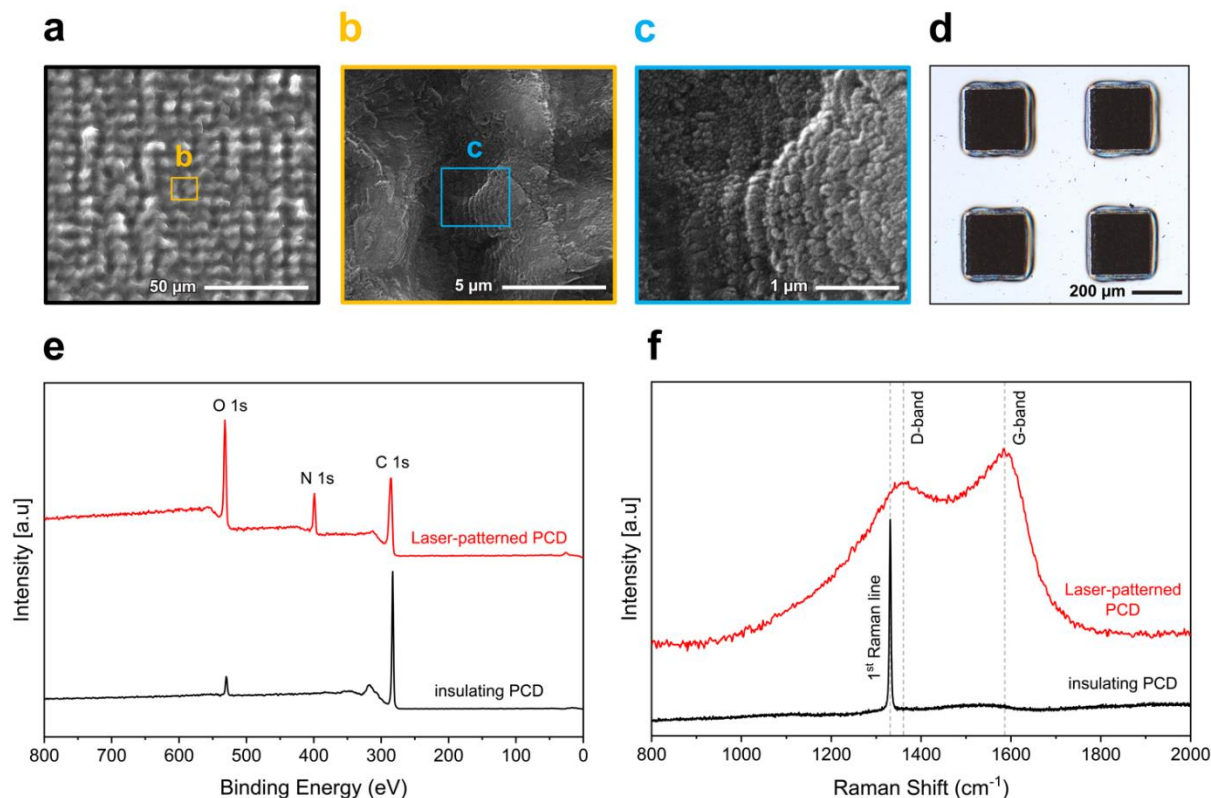 a
b
c
d
b
50 µm
c
5 µm
1 µm
200 µm
e
f
O 1s
N 1s
C 1s
Laser-patterned PCD
insulating PCD
Intensity [a.u]
800
700
600
500
400
300
200
100
0
Binding Energy (eV)
D-band
G-band
1st Raman line
Laser-patterned
PCD
insulating PCD
Intensity [a.u]
800
1000
1200
1400
1600
1800
2000
Raman Shift (cm-1)